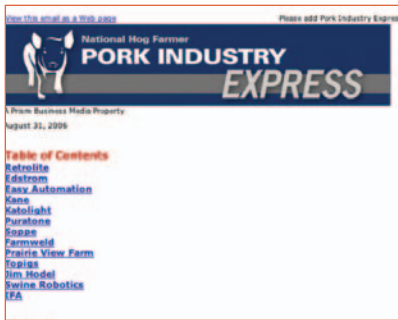 View this email as a Web page
Please add Pork Industry Expres
National Hog Farmer
PORK INDUSTRY
EXPRESS
A Prism Business Media Property
August 31, 2006
Table of Contents
Retrolite
Edstrom
Easy Automation
Kane
Katolight
Puratone
Soppe
Farmweld
Prairie View Farm
Topigs
Jim Hodel
Swine Robotics
IFA